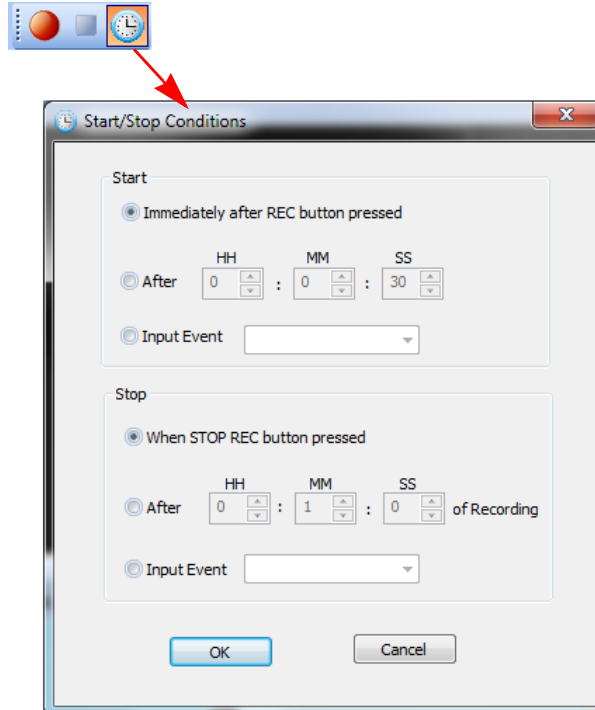 Start/Stop Conditions
Start
Immediately after REC button pressed
HH MM SS
After 0 : 0 : 30
Input Event
Stop
When STOP REC button pressed
HH MM SS
After 0 : 1 : 0 of Recording
Input Event
OK Cancel